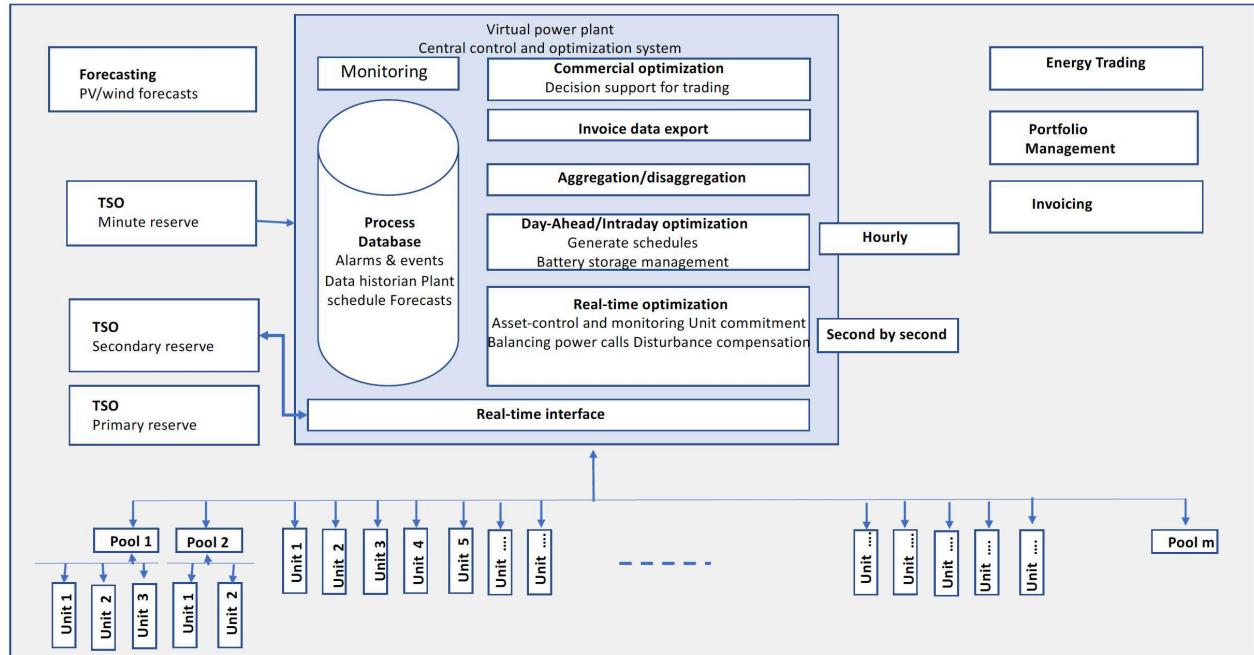 Virtual power plant
Central control and optimization system
Forecasting
PV/wind forecasts
TSO
Minute reserve
TSO
Secondary reserve
TSO
Primary reserve
Monitoring
Process
Database
Alarms & events
Data historian Plant
schedule Forecasts
Commercial optimization
Decision support for trading
Invoice data export
Aggregation/disaggregation
Day-Ahead/Intraday optimization
Generate schedules
Battery storage management
Real-time optimization
Asset-control and monitoring Unit commitment
Balancing power calls Disturbance compensation
Real-time interface
Hourly
Second by second
Energy Trading
Portfolio
Management
Invoicing
Pool 1
Pool 2
Unit 1
Unit 2
Unit 3
Unit 1
Unit 2
Unit 1
Unit 2
Unit 3
Unit 4
Unit 5
Unit ....
Unit ....
Unit ....
Unit ....
Unit ....
Unit ....
Unit ....
Pool m